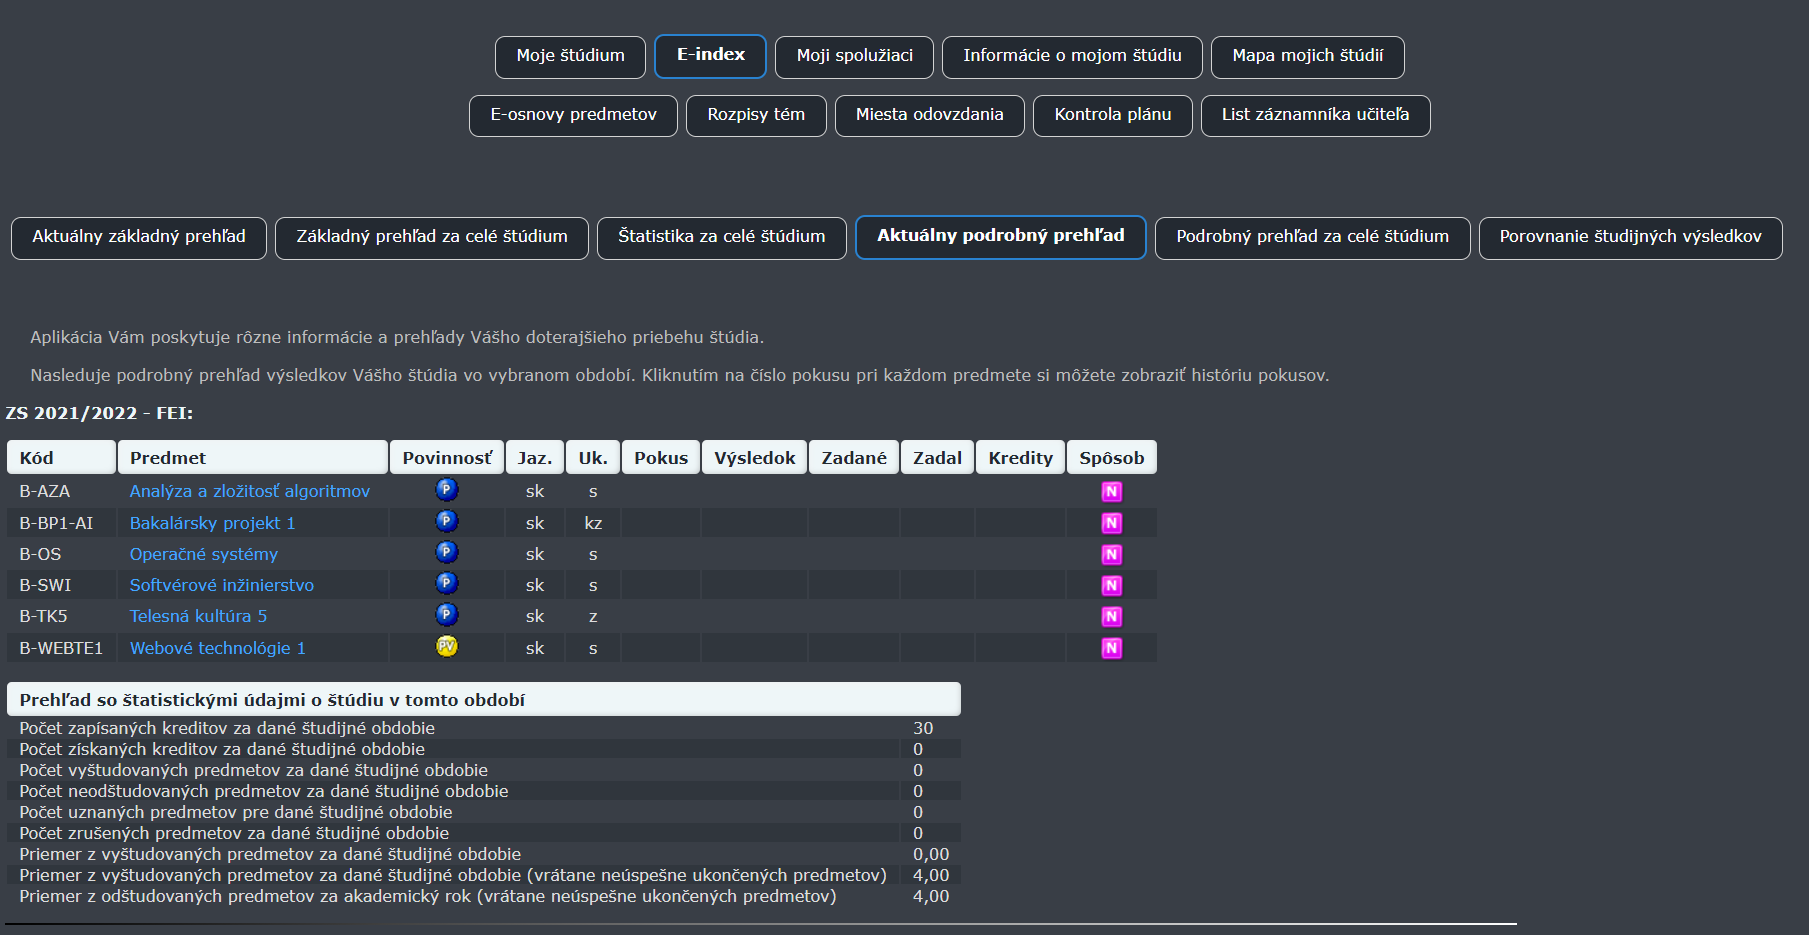 Moje štúdium E-index Moji spolužiaci Informácie o mojom štúdiu Mapa mojich štúdií
E-osnovy predmetov Rozpisy tém Miesta odovzdania Kontrola plánu List záznamníka učiteľa
Aktuálny základný prehľad Základný prehľad za celé štúdium Štatistika za celé štúdium Aktuálny podrobný prehľad Podrobný prehľad za celé štúdium Porovnanie študijných výsledkov
Aplikácia Vám poskytuje rôzne informácie a prehľady Vášho doterajšieho priebehu štúdia.
Nasleduje podrobný prehľad výsledkov Vášho štúdia vo vybranom období. Kliknutím na číslo pokusu pri každom predmete si môžete zobraziť históriu pokusov.
ZS 2021/2022 - FEI:
Kód Predmet Povinnosť Jaz. Uk. Pokus Výsledok Zadané Zadal Kredity Spôsob
B-AZA Analýza a zložitosť algoritmov P sk s N
B-BP1-AI Bakalársky projekt 1 P sk kz N
B-OS Operačné systémy P sk s N
B-SWI Softvérové inžinierstvo P sk s N
B-TK5 Telesná kultúra 5 P sk z N
B-WEBTE1 Webové technológie 1 PV sk s N
Prehľad so štatistickými údajmi o štúdiu v tomto období
Počet zapísaných kreditov za dané študijné obdobie 30
Počet získaných kreditov za dané študijné obdobie 0
Počet vyštudovaných predmetov za dané študijné obdobie 0
Počet neodštudovaných predmetov za dané študijné obdobie 0
Počet uznaných predmetov pre dané študijné obdobie 0
Počet zrušených predmetov za dané študijné obdobie 0
Priemer z vyštudovaných predmetov za dané študijné obdobie 0,00
Priemer z vyštudovaných predmetov za dané študijné obdobie (vrátane neúspešne ukončených predmetov) 4,00
Priemer z odštudovaných predmetov za akademický rok (vrátane neúspešne ukončených predmetov) 4,00